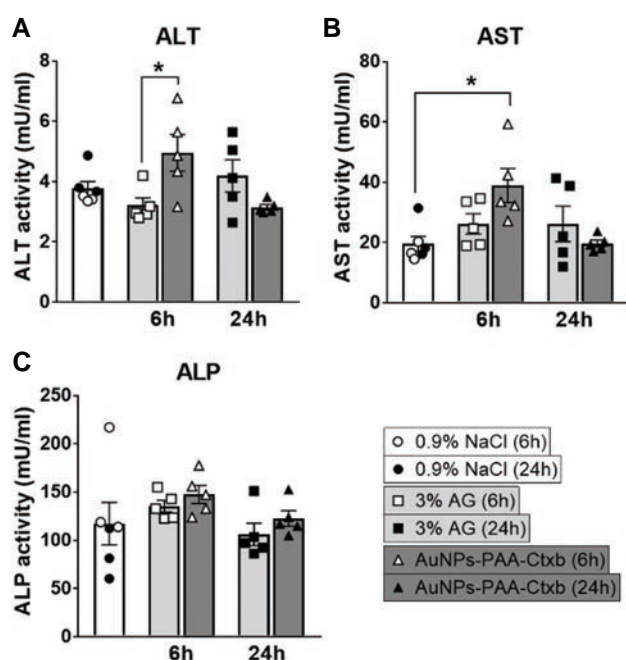 A
ALT
ALT activity (mU/ml)
8
6
4
2
0
*
6h
24h
B
AST
AST activity (mU/ml)
80
60
40
20
0
*
6h
24h
C
ALP
ALP activity (mU/ml)
250
200
150
100
50
0
6h
24h
0.9% NaCl (6h)
0.9% NaCl (24h)
3% AG (6h)
3% AG (24h)
AuNPs-PAA-Ctxb (6h)
AuNPs-PAA-Ctxb (24h)